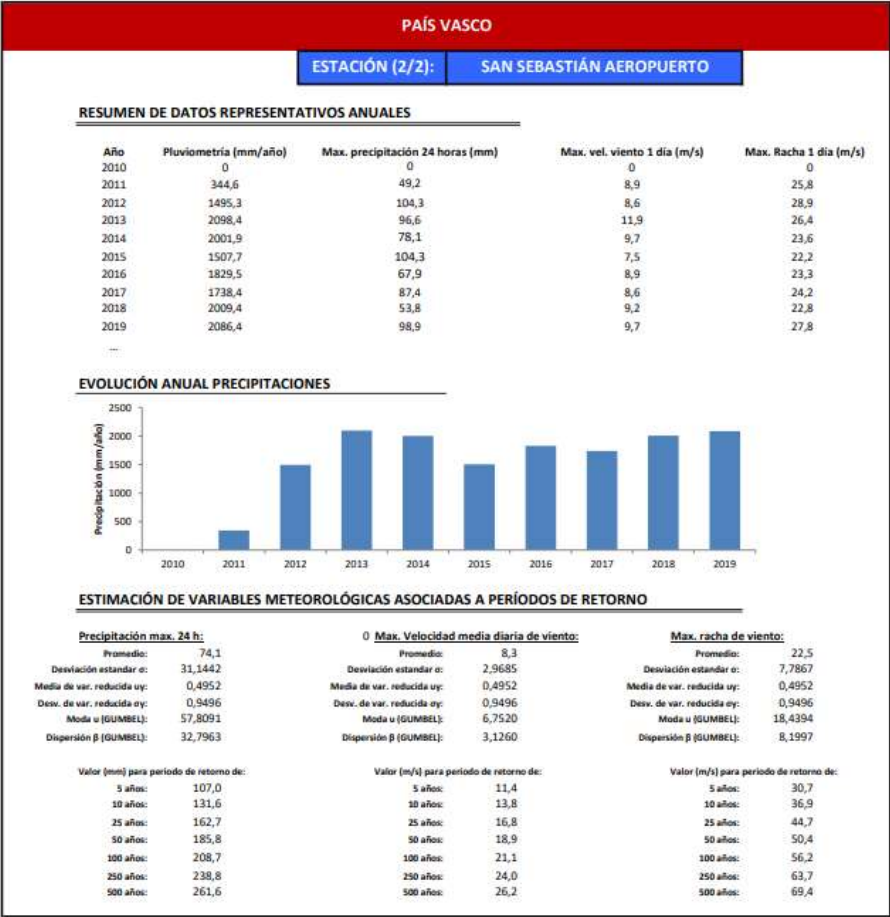 PAÍS VASCO
ESTACIÓN (2/2): SAN SEBASTIÁN AEROPUERTO
RESUMEN DE DATOS REPRESENTATIVOS ANUALES
Año Pluviometría (mm/año) Max. precipitación 24 horas (mm) Max. vel. viento 1 día (m/s) Max. Racha 1 día (m/s)
2010 0 0 0 0
2011 344,6 49,2 8,9 25,8
2012 1495,3 104,3 8,6 28,9
2013 2098,4 96,6 11,9 26,4
2014 2001,9 78,1 9,7 23,6
2015 1507,7 104,3 7,5 22,2
2016 1829,5 67,9 8,9 23,3
2017 1738,4 87,4 8,6 24,2
2018 2009,4 53,8 9,2 22,8
2019 2086,4 98,9 9,7 27,8
...
EVOLUCIÓN ANUAL PRECIPITACIONES
Precipitación (mm/año)
2500
2000
1500
1000
500
0
2010 2011 2012 2013 2014 2015 2016 2017 2018 2019
ESTIMACIÓN DE VARIABLES METEOROLÓGICAS ASOCIADAS A PERÍODOS DE RETORNO
Precipitación max. 24 h: 0 Max. Velocidad media diaria de viento: Max. racha de viento:
Promedio: 74,1 Promedio: 8,3 Promedio: 22,5
Desviación estandar σ: 31,1442 Desviación estandar σ: 2,9685 Desviación estandar σ: 7,7867
Media de var. reducida uy: 0,4952 Media de var. reducida uy: 0,4952 Media de var. reducida uy: 0,4952
Desv. de var. reducida σy: 0,9496 Desv. de var. reducida σy: 0,9496 Desv. de var. reducida σy: 0,9496
Moda u (GUMBEL): 57,8091 Moda u (GUMBEL): 6,7520 Moda u (GUMBEL): 18,4394
Dispersión β (GUMBEL): 32,7963 Dispersión β (GUMBEL): 3,1260 Dispersión β (GUMBEL): 8,1997
Valor (mm) para periodo de retorno de: Valor (m/s) para periodo de retorno de: Valor (m/s) para periodo de retorno de:
5 años: 107,0 5 años: 11,4 5 años: 30,7
10 años: 131,6 10 años: 13,8 10 años: 36,9
25 años: 162,7 25 años: 16,8 25 años: 44,7
50 años: 185,8 50 años: 18,9 50 años: 50,4
100 años: 208,7 100 años: 21,1 100 años: 56,2
250 años: 238,8 250 años: 24,0 250 años: 63,7
500 años: 261,6 500 años: 26,2 500 años: 69,4